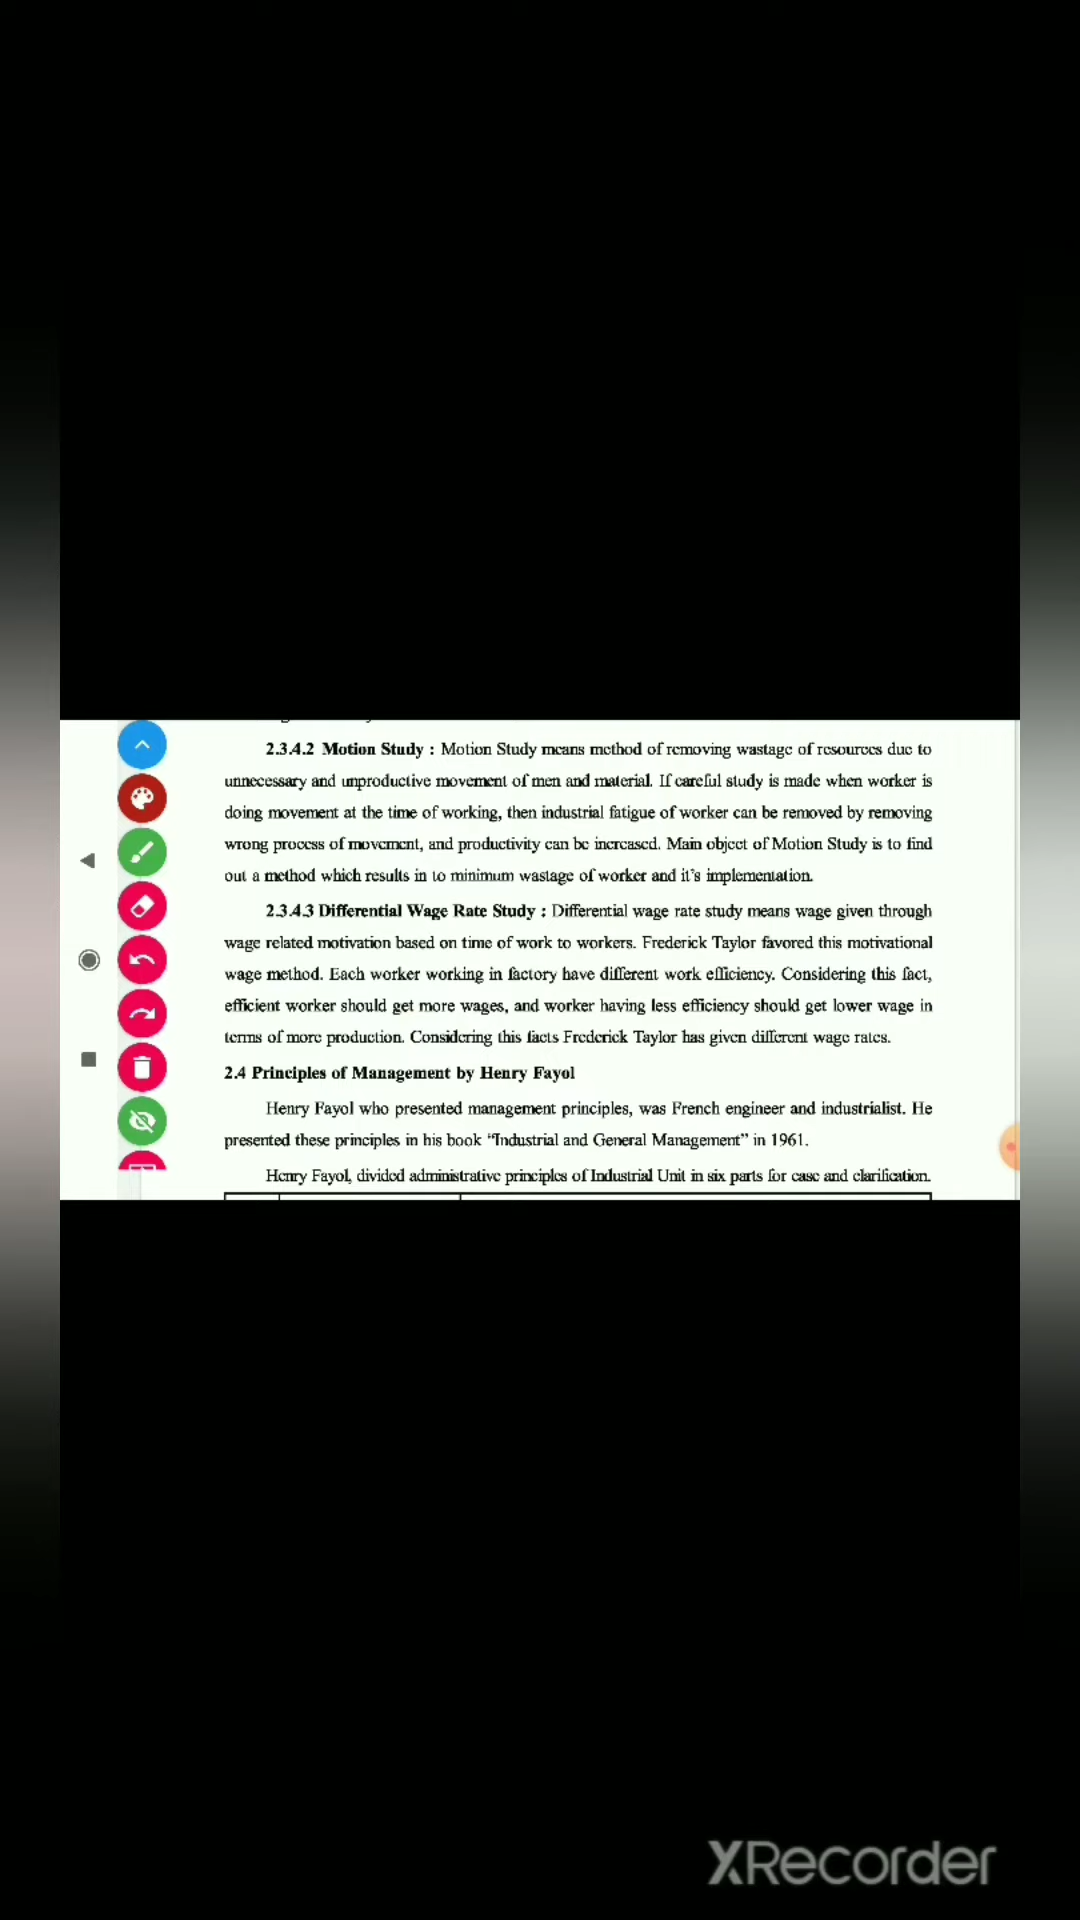 2.3.4.2 Motion Study : Motion Study means method of removing wastage of resources due to
unnecessary and unproductive movement of men and material. If careful study is made when worker is
doing movement at the time of working, then industrial fatigue of worker can be removed by removing
wrong process of movement, and productivity can be increased. Main object of Motion Study is to find
out a method which results in to minimum wastage of worker and it's implementation.
2.3.4.3 Differential Wage Rate Study : Differential wage rate study means wage given through
wage related motivation based on time of work to workers. Frederick Taylor favored this motivational
wage method. Each worker working in factory have different work efficiency. Considering this fact,
efficient worker should get more wages, and worker having less efficiency should get lower wage in
terms of more production. Considering this facts Frederick Taylor has given different wage rates.
2.4 Principles of Management by Henry Fayol
Henry Fayol who presented management principles, was French engineer and industrialist. He
presented these principles in his book “Industrial and General Management” in 1961.
Henry Fayol, divided administrative principles of Industrial Unit in six parts for ease and clarification.
XRecorder